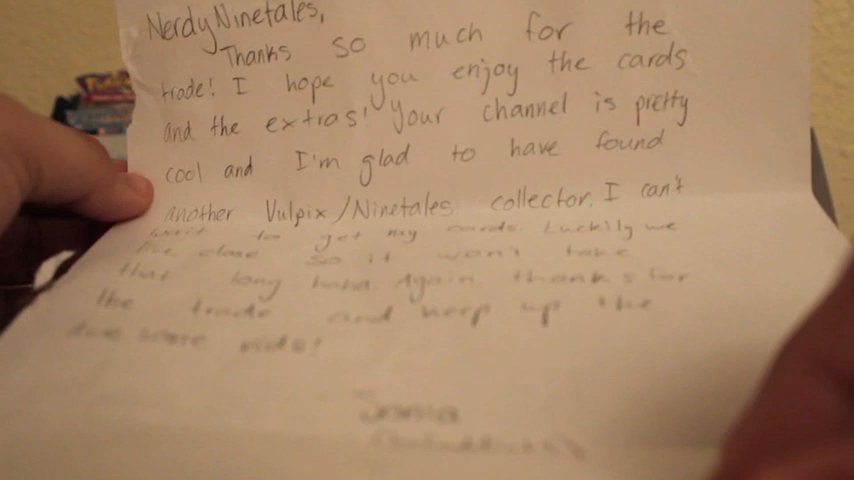 NerdyNinetales,
Thanks so much for the
trade! I hope you enjoy the cards
and the extras! Your channel is pretty
cool and I'm glad to have found
another Vulpix/Ninetales collector. I can't
wait to get my cards. Luckily we
live close so it won't take
that long haha. Again, thanks for
the trade and keep up the
awesome vids!